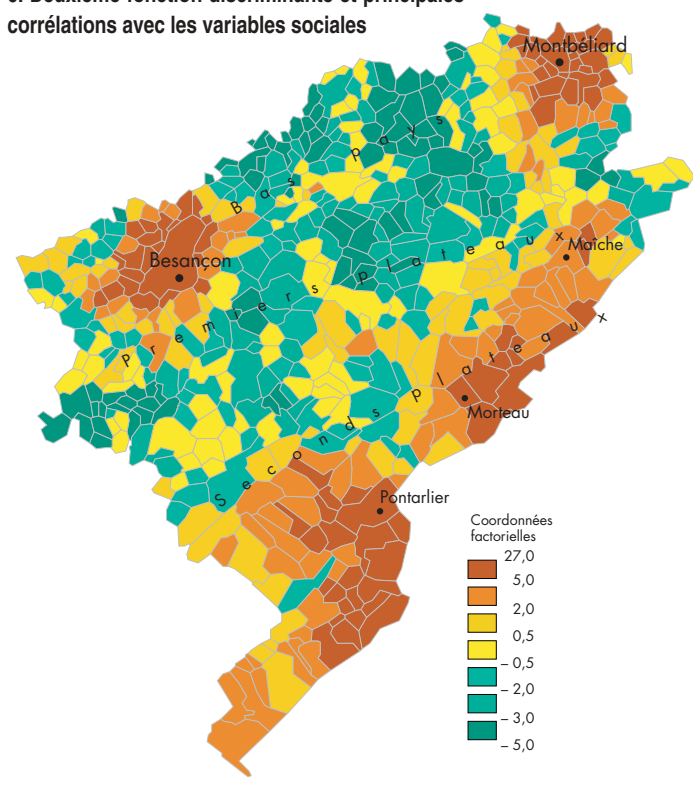 corrélations avec les variables sociales
Montbéliard
Bas pays
Besançon
Premiers plateaux
Maîche
Seconds plateaux
Morteau
Pontarlier
Coordonnées
factorielles
27,0
5,0
2,0
0,5
– 0,5
– 2,0
– 3,0
– 5,0